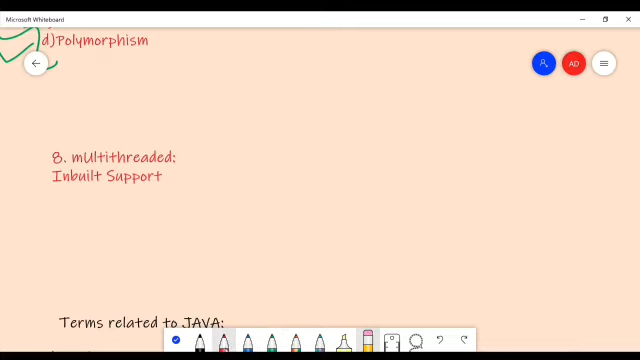 Microsoft Whiteboard
d)Polymorphism
AD
8. mUltithreaded:
Inbuilt Support
Terms related to JAVA: